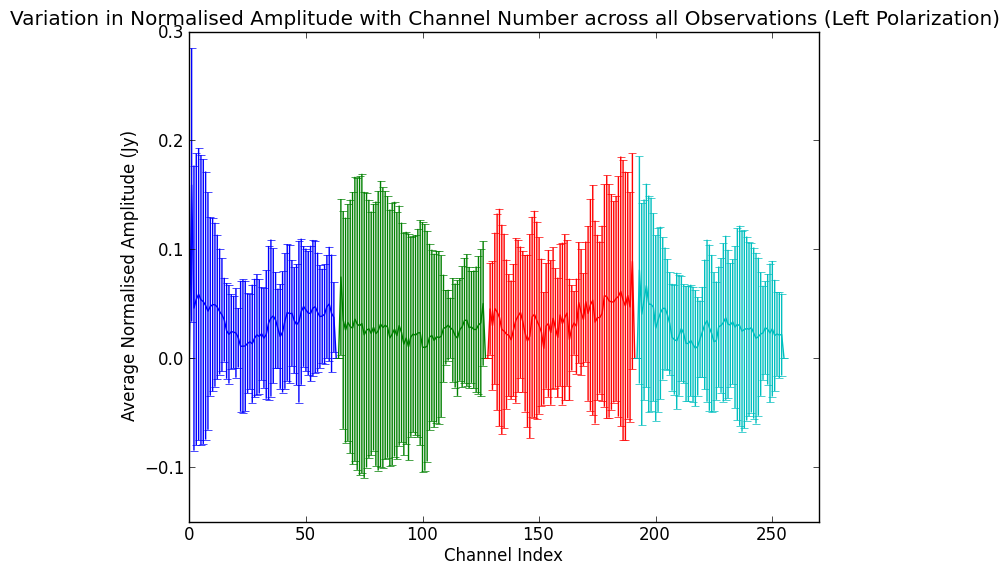 Variation in Normalised Amplitude with Channel Number across all Observations (Left Polarization)
0.3
0.2
0.1
0.0
−0.1
Average Normalised Amplitude (Jy)
0 50 100 150 200 250
Channel Index